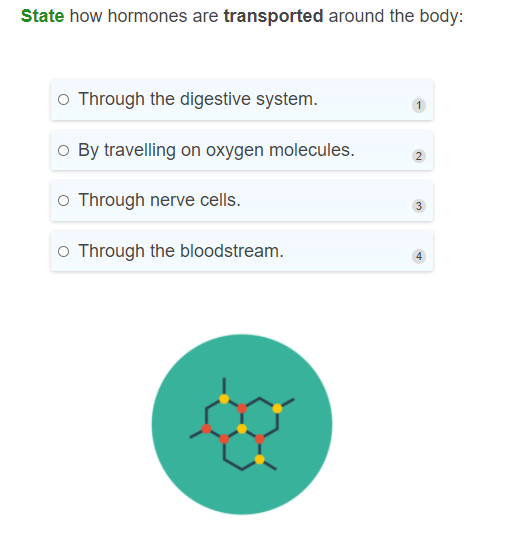 State how hormones are transported around the body:
Through the digestive system.
1
By travelling on oxygen molecules.
2
Through nerve cells.
3
Through the bloodstream.
4